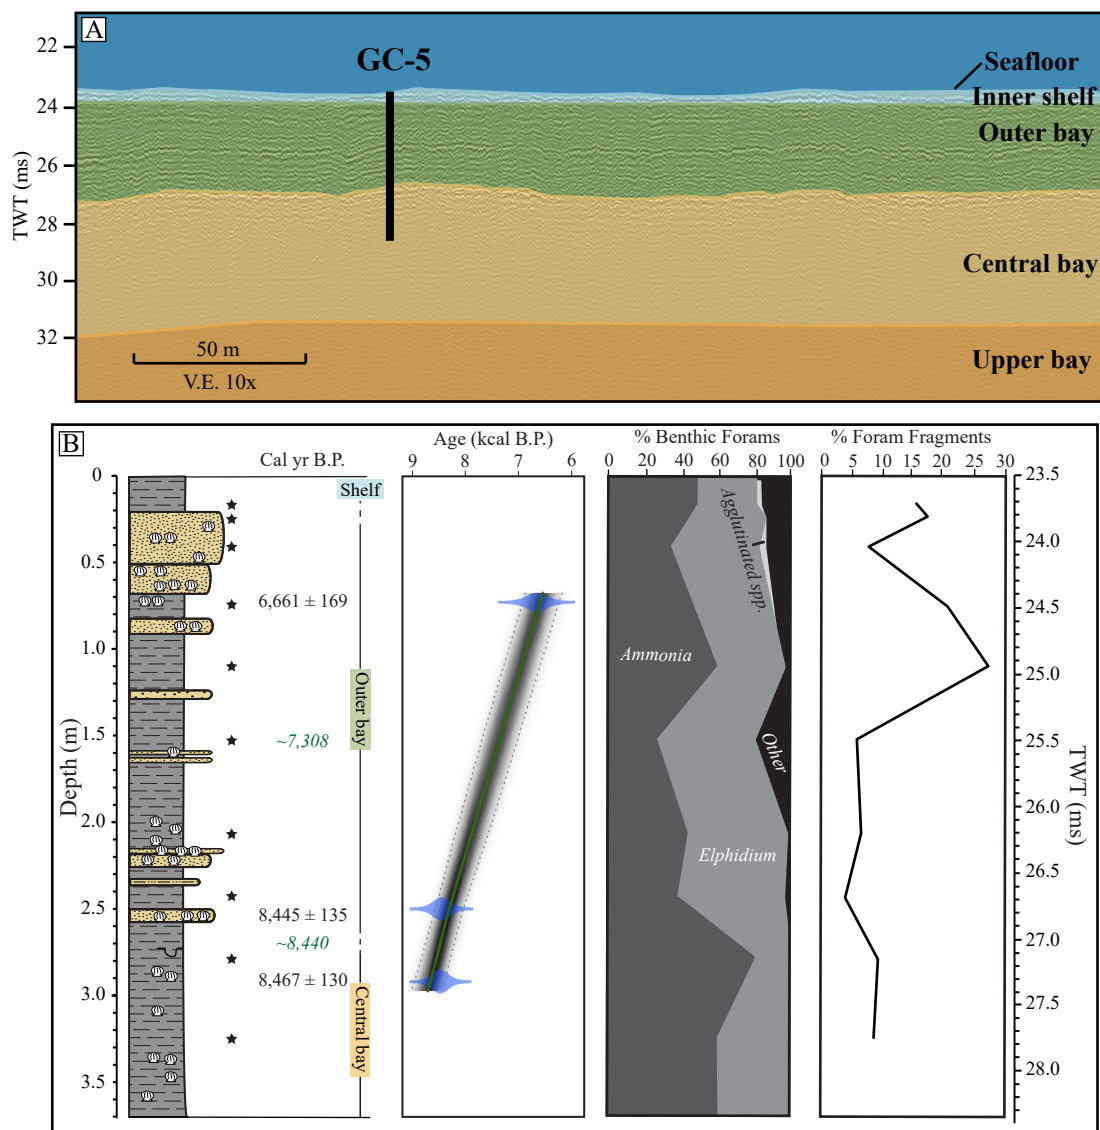 A
GC-5
Seafloor
Inner shelf
Outer bay
Central bay
Upper bay
22
24
26
28
30
32
TWT (ms)
50 m
V.E. 10x
B
Cal yr B.P.
Age (kcal B.P.)
% Benthic Forams
% Foram Fragments
9 8 7 6
0 20 40 60 80 100
0 5 10 15 20 25 30
0
0.5
1.0
1.5
2.0
2.5
3.0
3.5
Depth (m)
Shelf
6,661 ± 169
Outer bay
~7,308
8,445 ± 135
~8,440
8,467 ± 130
Central bay
Agglutinated spp.
Ammonia
Other
Elphidium
23.5
24.0
24.5
25.0
25.5
26.0
26.5
27.0
27.5
28.0
TWT (ms)